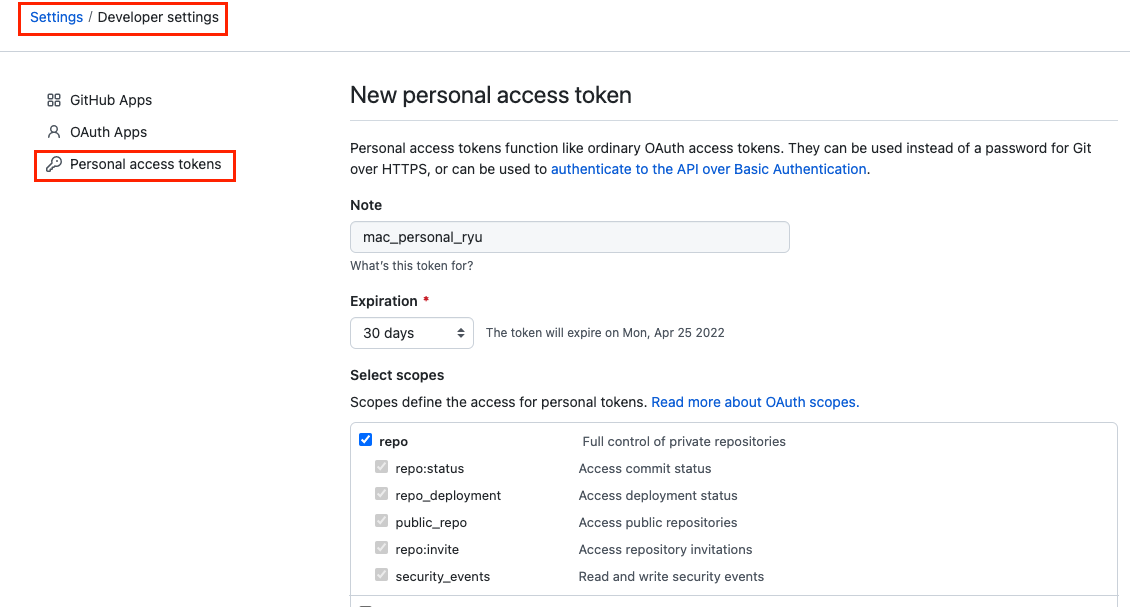 Settings / Developer settings
GitHub Apps
OAuth Apps
Personal access tokens
New personal access token
Personal access tokens function like ordinary OAuth access tokens. They can be used instead of a password for Git
over HTTPS, or can be used to authenticate to the API over Basic Authentication.
Note
mac_personal_ryu
What's this token for?
Expiration *
30 days The token will expire on Mon, Apr 25 2022
Select scopes
Scopes define the access for personal tokens. Read more about OAuth scopes.
repo Full control of private repositories
repo:status Access commit status
repo_deployment Access deployment status
public_repo Access public repositories
repo:invite Access repository invitations
security_events Read and write security events